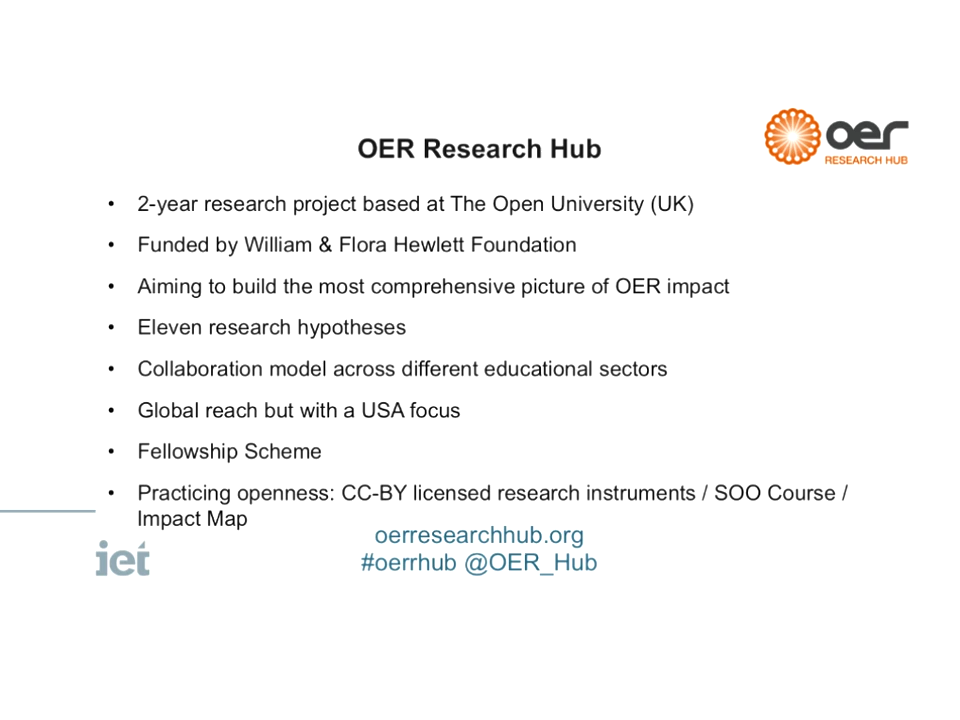 oer
RESEARCH HUB
OER Research Hub
• 2-year research project based at The Open University (UK)
• Funded by William & Flora Hewlett Foundation
• Aiming to build the most comprehensive picture of OER impact
• Eleven research hypotheses
• Collaboration model across different educational sectors
• Global reach but with a USA focus
• Fellowship Scheme
• Practicing openness: CC-BY licensed research instruments / SOO Course /
Impact Map
oerresearchhub.org
#oerrhub @OER_Hub
iet